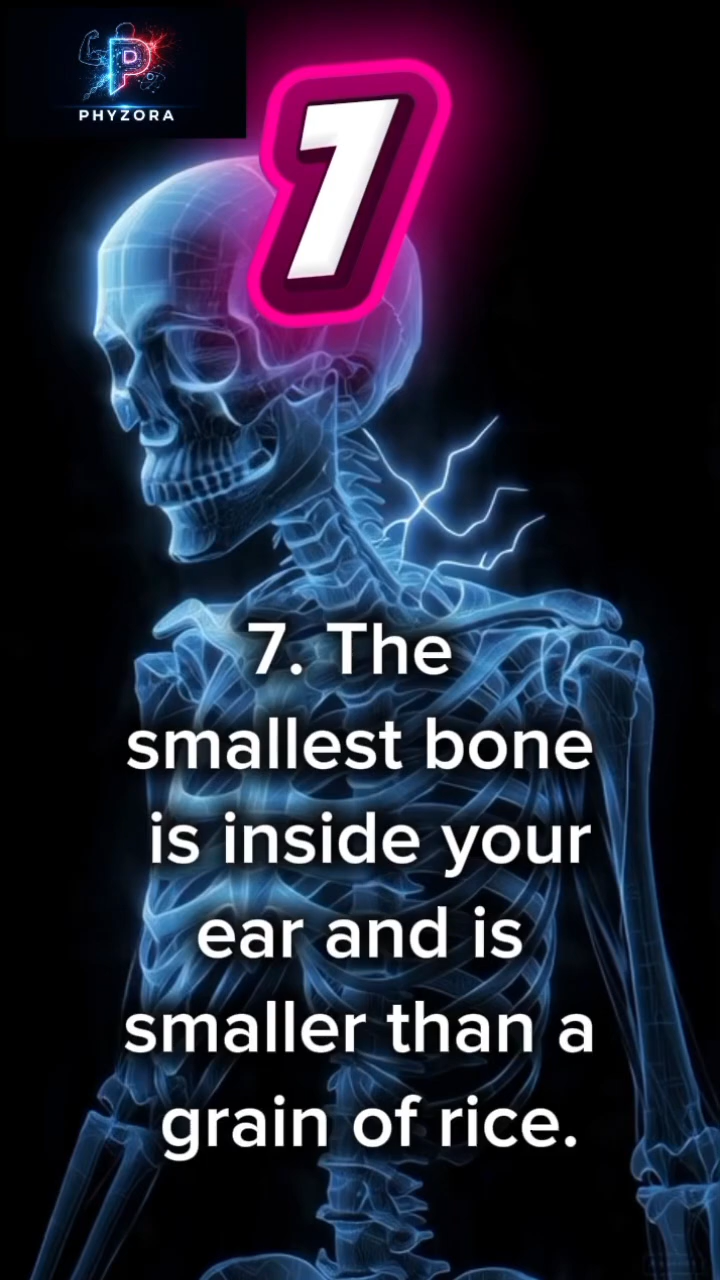 PHYZORA
7
7. The
smallest bone
is inside your
ear and is
smaller than a
grain of rice.